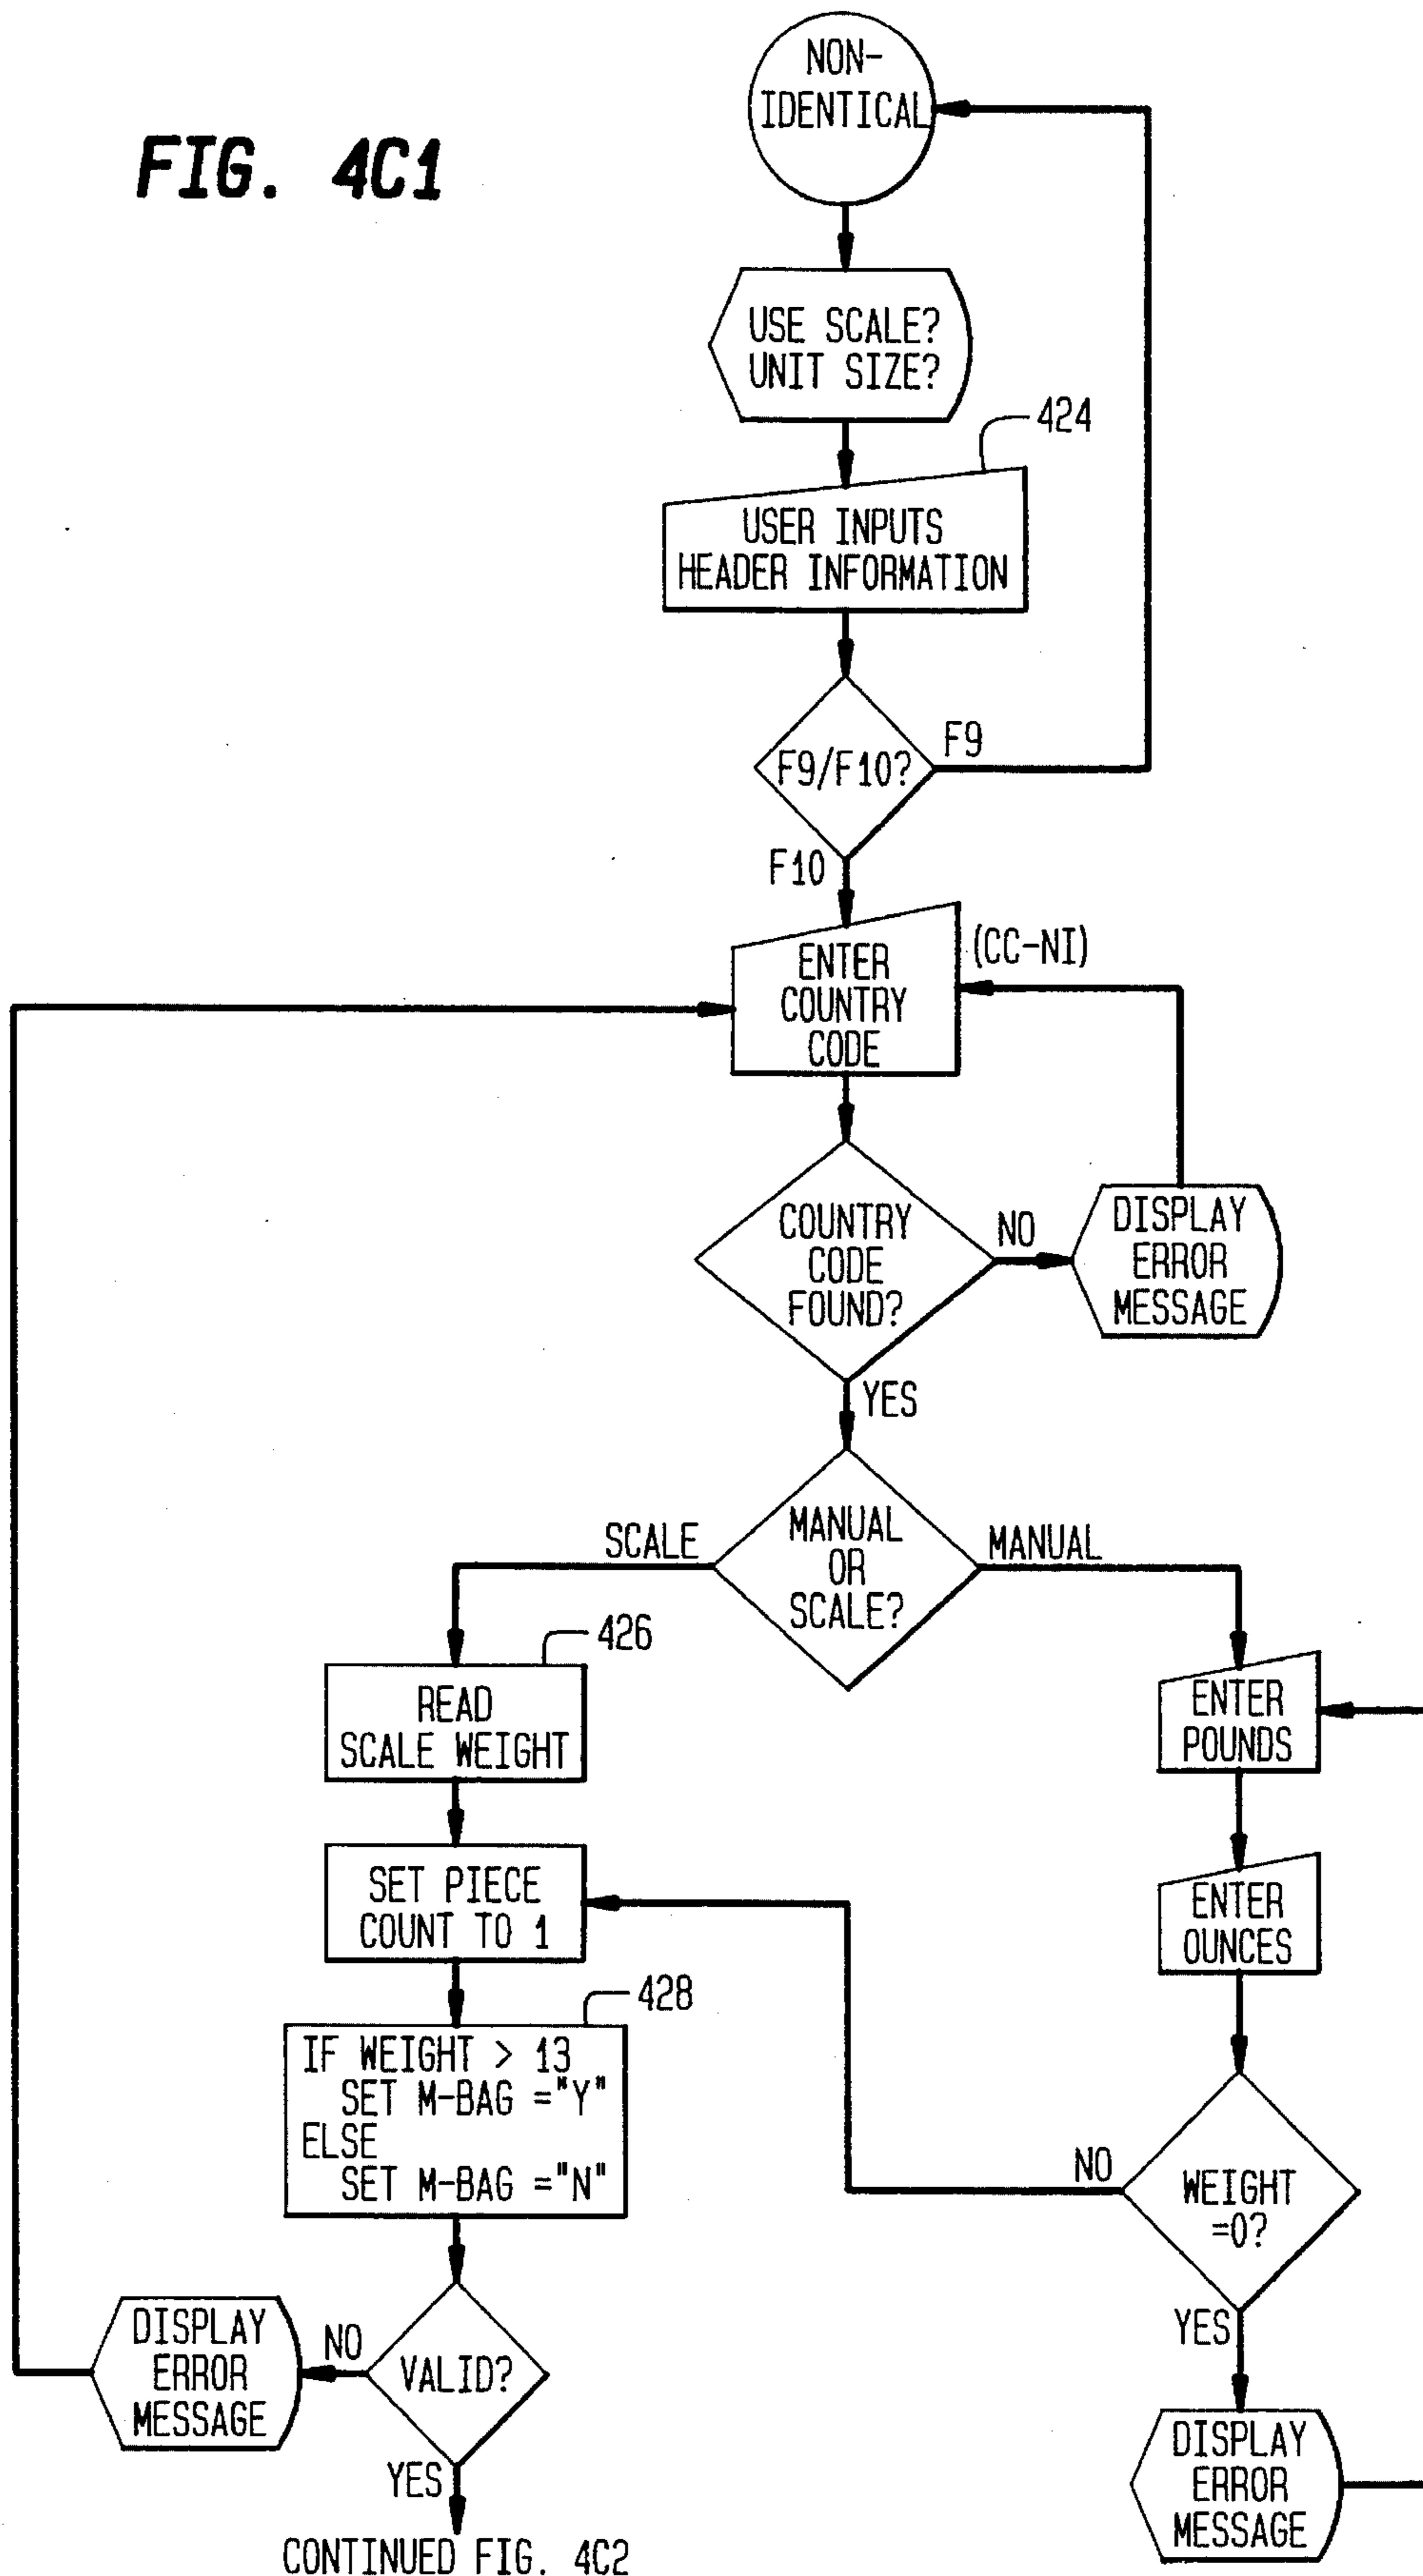 FIG. 4C1
NON-
IDENTICAL
USE SCALE?
UNIT SIZE?
424
USER INPUTS
HEADER INFORMATION
F9/F10?
F9
F10
(CC-NI)
ENTER
COUNTRY
CODE
COUNTRY
CODE
FOUND?
NO
DISPLAY
ERROR
MESSAGE
YES
MANUAL
OR
SCALE?
SCALE
MANUAL
426
READ
SCALE WEIGHT
ENTER
POUNDS
SET PIECE
COUNT TO 1
ENTER
OUNCES
428
IF WEIGHT > 13
SET M-BAG ="Y"
ELSE
SET M-BAG ="N"
NO
WEIGHT
=0?
YES
DISPLAY
ERROR
MESSAGE
NO
VALID?
YES
DISPLAY
ERROR
MESSAGE
CONTINUED FIG. 4C2